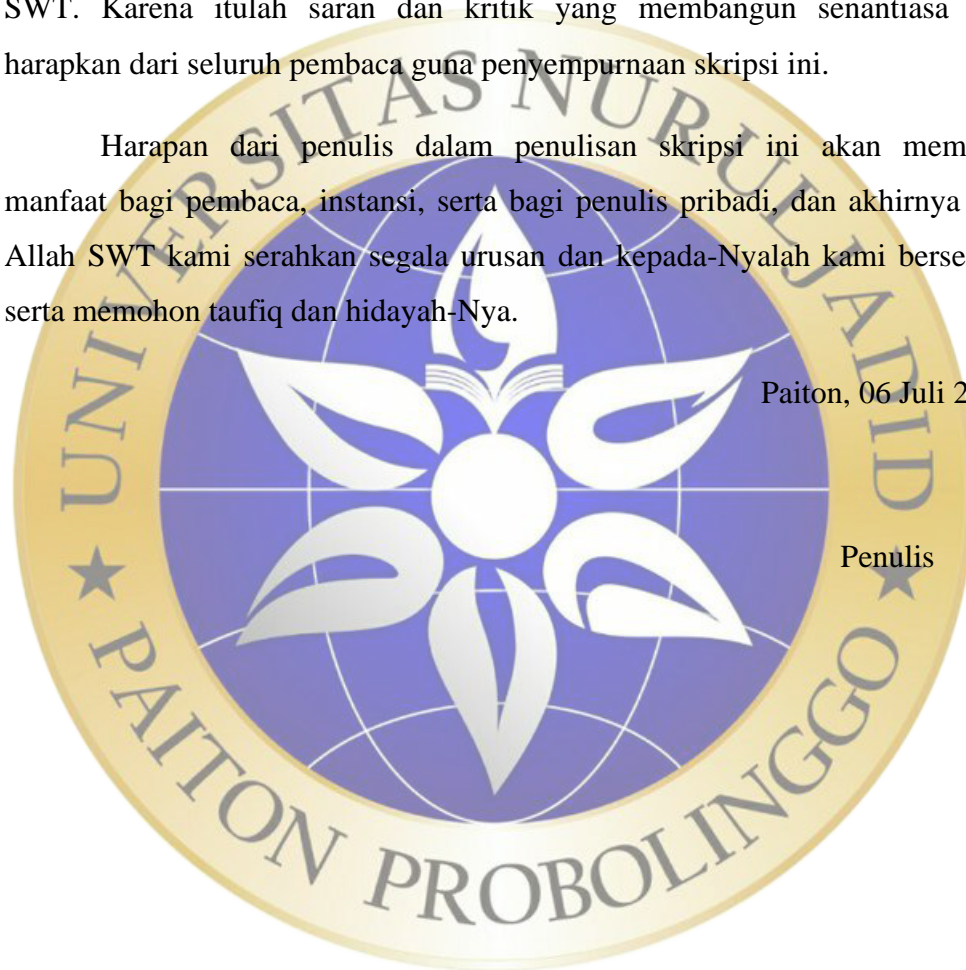 SWT. Karena itulah saran dan kritik yang membangun senantiasa
harapkan dari seluruh pembaca guna penyempurnaan skripsi ini.
Harapan dari penulis dalam penulisan skripsi ini akan mem
manfaat bagi pembaca, instansi, serta bagi penulis pribadi, dan akhirnya
Allah SWT kami serahkan segala urusan dan kepada-Nyalah kami berse
serta memohon taufiq dan hidayah-Nya.
Paiton, 06 Juli 2
Penulis
UNIVERSITAS NURUL JADID
PAITON PROBOLINGGO